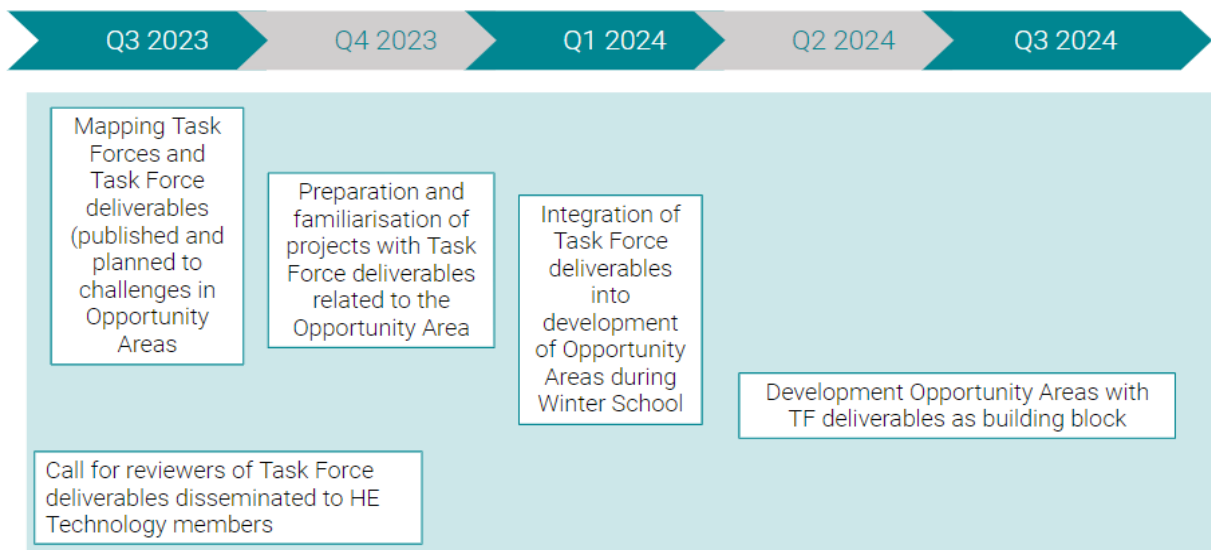 Q3 2023
Q4 2023
Q1 2024
Q2 2024
Q3 2024
Mapping Task
Forces and
Task Force
deliverables
(published and
planned to
challenges in
Opportunity
Areas
Preparation and
familiarisation of
projects with Task
Force deliverables
related to the
Opportunity Area
Integration of
Task Force
deliverables
into
development
of Opportunity
Areas during
Winter School
Development Opportunity Areas with
TF deliverables as building block
Call for reviewers of Task Force
deliverables disseminated to HE
Technology members